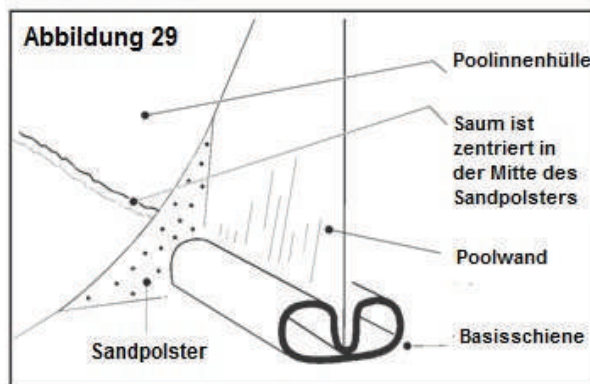 Abbildung 29
Poolinnenhülle
Saum ist
zentriert in
der Mitte des
Sandpolsters
Poolwand
Basisschiene
Sandpolster